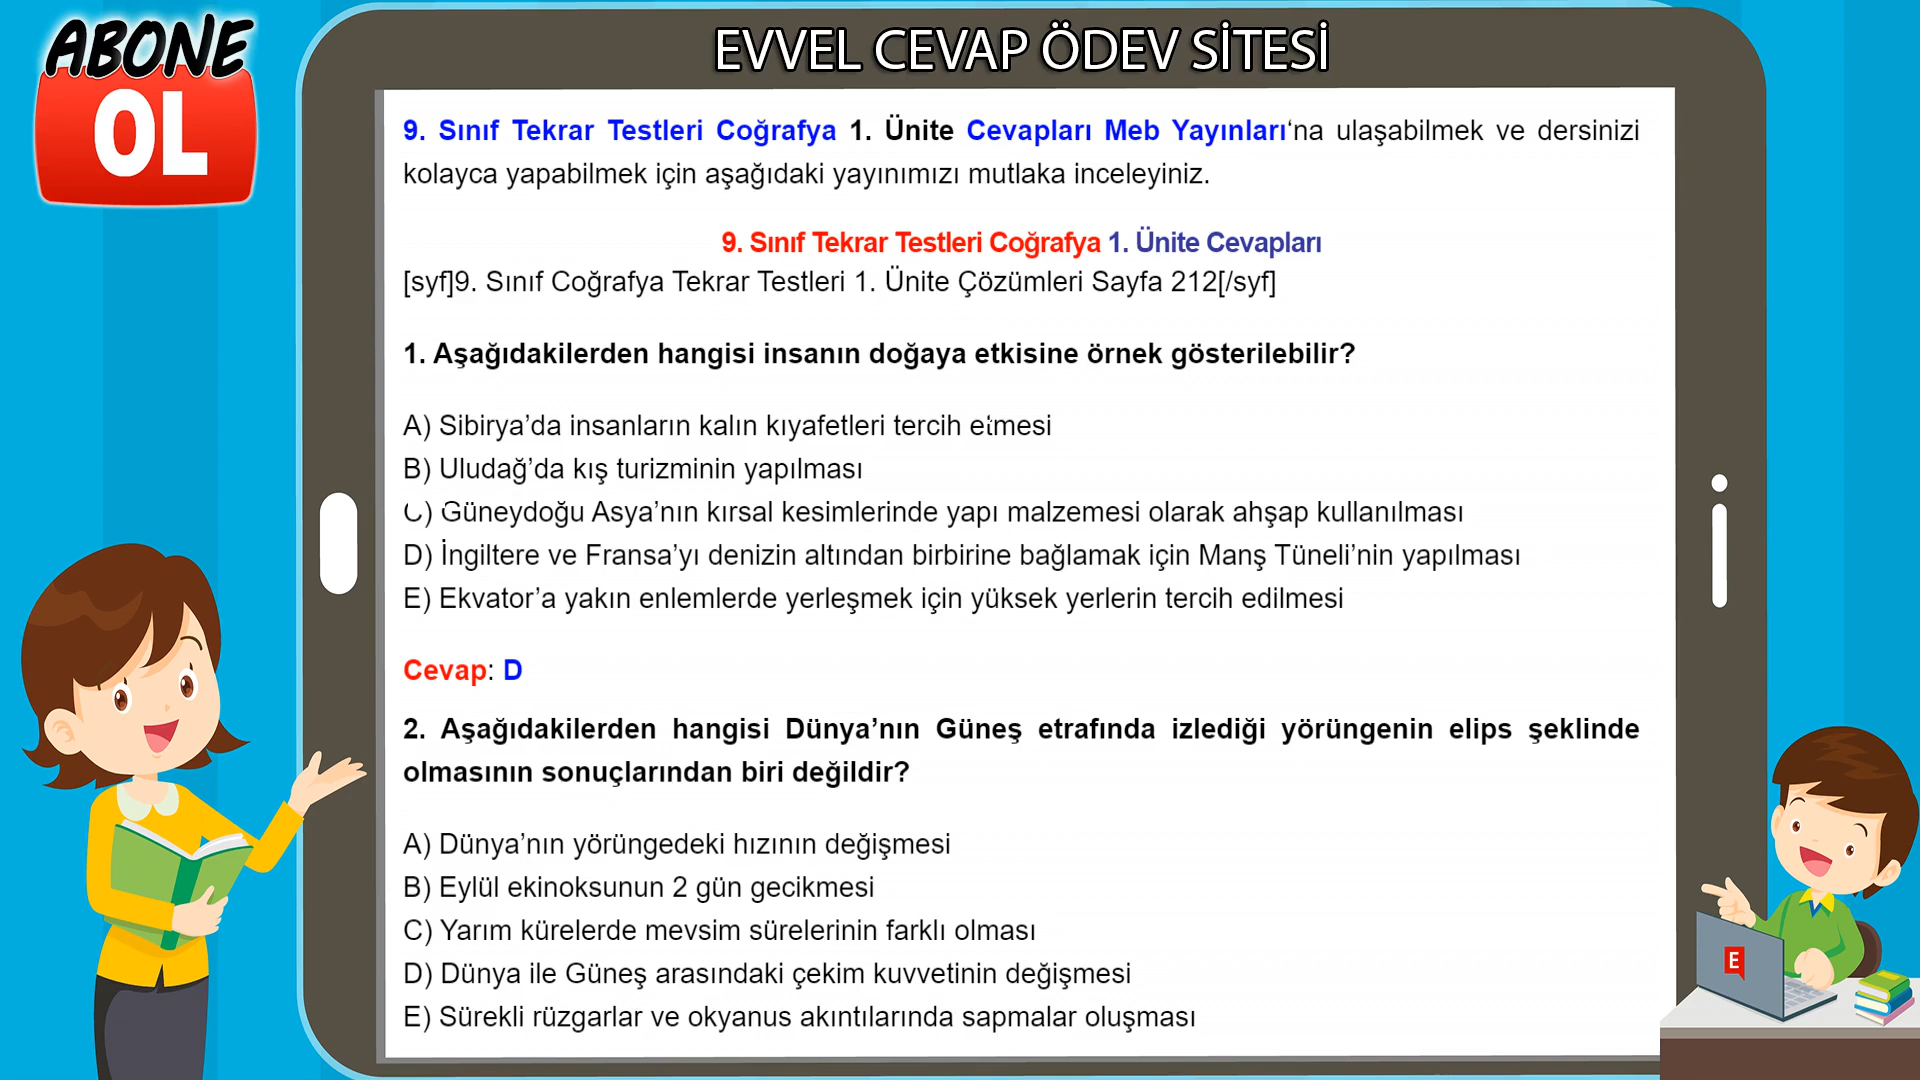 ABONE
OL
EVVEL CEVAP ÖDEV SİTESİ
9. Sınıf Tekrar Testleri Coğrafya 1. Ünite Cevapları Meb Yayınları‘na ulaşabilmek ve dersinizi
kolayca yapabilmek için aşağıdaki yayınımızı mutlaka inceleyiniz.
9. Sınıf Tekrar Testleri Coğrafya 1. Ünite Cevapları
[syf]9. Sınıf Coğrafya Tekrar Testleri 1. Ünite Çözümleri Sayfa 212[/syf]
1. Aşağıdakilerden hangisi insanın doğaya etkisine örnek gösterilebilir?
A) Sibirya’da insanların kalın kıyafetleri tercih etmesi
B) Uludağ’da kış turizminin yapılması
C) Güneydoğu Asya’nın kırsal kesimlerinde yapı malzemesi olarak ahşap kullanılması
D) İngiltere ve Fransa’yı denizin altından birbirine bağlamak için Manş Tüneli’nin yapılması
E) Ekvator’a yakın enlemlerde yerleşmek için yüksek yerlerin tercih edilmesi
Cevap: D
2. Aşağıdakilerden hangisi Dünya’nın Güneş etrafında izlediği yörüngenin elips şeklinde
olmasının sonuçlarından biri değildir?
A) Dünya’nın yörüngedeki hızının değişmesi
B) Eylül ekinoksunun 2 gün gecikmesi
C) Yarım kürelerde mevsim sürelerinin farklı olması
D) Dünya ile Güneş arasındaki çekim kuvvetinin değişmesi
E) Sürekli rüzgarlar ve okyanus akıntılarında sapmalar oluşması
E